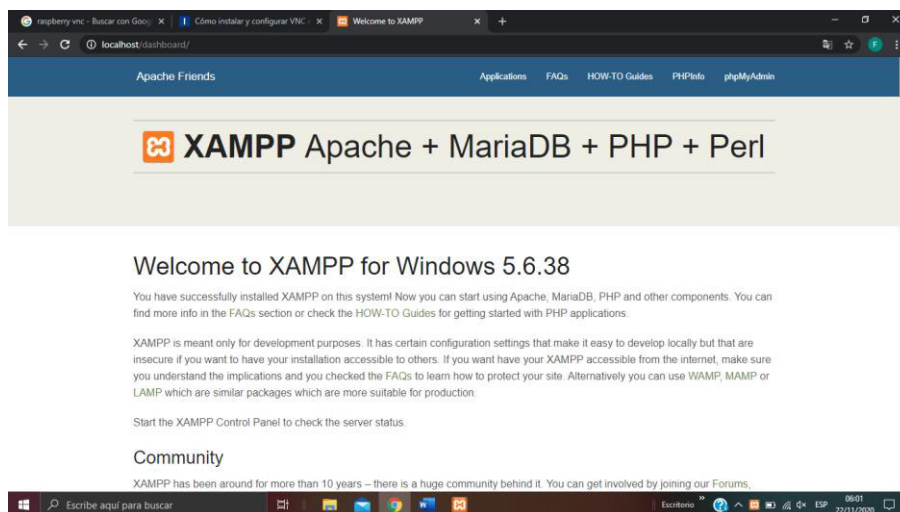 raspberry vnc - Buscar con Goog
Cómo instalar y configurar VNC
Welcome to XAMPP
localhost/dashboard/
F
Apache Friends
Applications
FAQs
HOW-TO Guides
PHPInfo
phpMyAdmin
XAMPP Apache + MariaDB + PHP + Perl
Welcome to XAMPP for Windows 5.6.38
You have successfully installed XAMPP on this system! Now you can start using Apache, MariaDB, PHP and other components. You can
find more info in the FAQs section or check the HOW-TO Guides for getting started with PHP applications.
XAMPP is meant only for development purposes. It has certain configuration settings that make it easy to develop locally but that are
insecure if you want to have your installation accessible to others. If you want have your XAMPP accessible from the internet, make sure
you understand the implications and you checked the FAQs to learn how to protect your site. Alternatively you can use WAMP, MAMP or
LAMP which are similar packages which are more suitable for production.
Start the XAMPP Control Panel to check the server status.
Community
XAMPP has been around for more than 10 years – there is a huge community behind it. You can get involved by joining our Forums,
Escribe aquí para buscar
Escritorio
ESP
06:01
22/11/2020